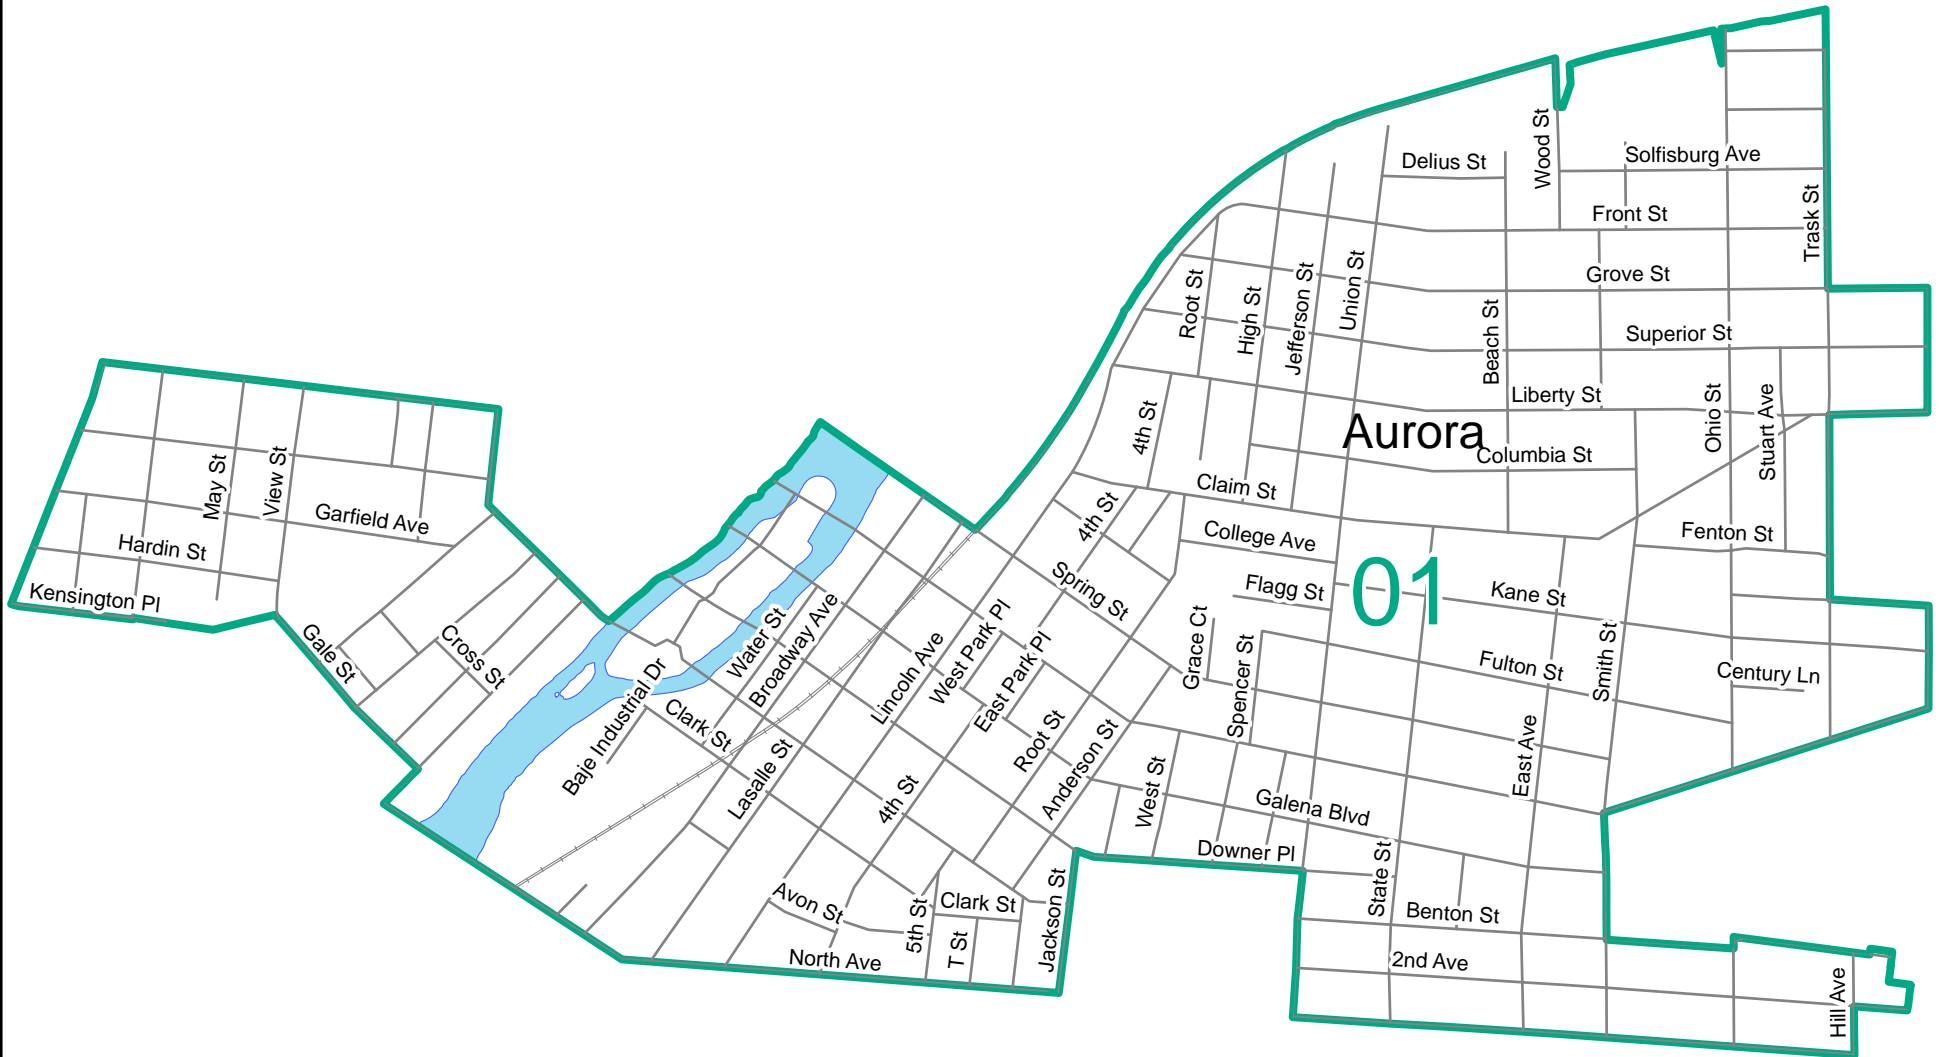 Delius St
Wood St
Solfisburg Ave
Front St
Trask St
Grove St
Root St
High St
Jefferson St
Union St
Beach St
Superior St
Liberty St
Ohio St
Stuart Ave
4th St
Aurora
Columbia St
May St
View St
Garfield Ave
Claim St
4th St
College Ave
Fenton St
Hardin St
Kensington Pl
Spring St
Flagg St
01
Kane St
Gale St
Cross St
Water St
Broadway Ave
Lincoln Ave
West Park Pl
East Park Pl
Grace Ct
Spencer St
Fulton St
Smith St
Century Ln
Baje Industrial Dr
Clark St
Lasalle St
4th St
Root St
Anderson St
West St
East Ave
Galena Blvd
Downer Pl
State St
Avon St
5th St
Clark St
Jackson St
Benton St
T St
North Ave
2nd Ave
Hill Ave